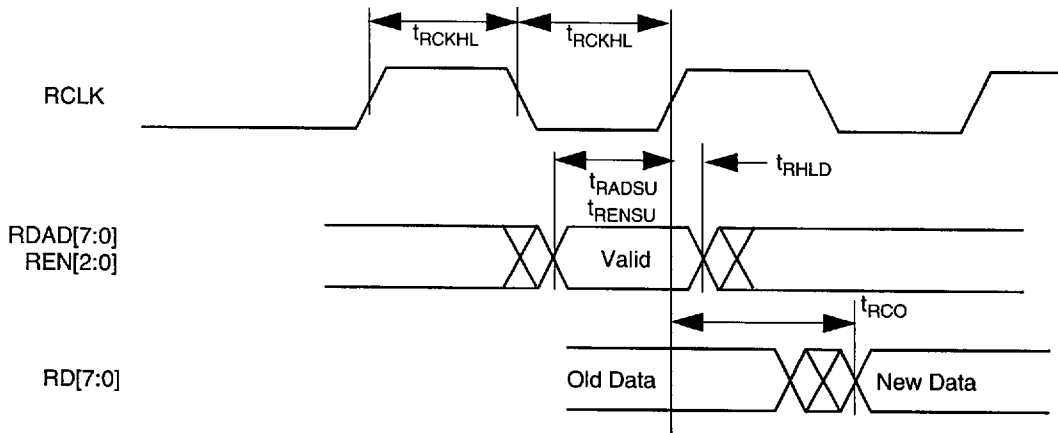 tRCKHL tRCKHL
RCLK
tRADSU tRHLD
tRENSU
RDAD[7:0]
REN[2:0] Valid
tRCO
RD[7:0] Old Data New Data